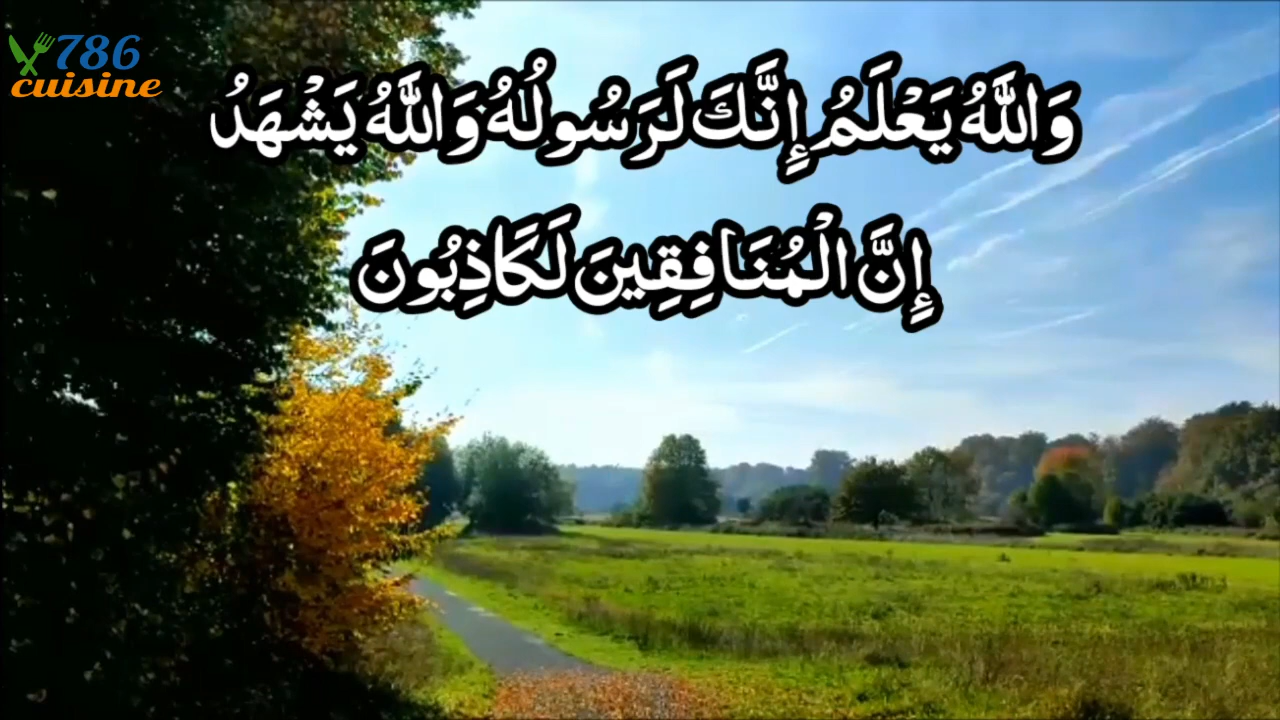 786
cuisine
وَاللَّهُ يَعْلَمُ إِنَّكَ لَرَسُولُهُ وَاللَّهُ يَشْهَدُ
إِنَّ الْمُنَافِقِينَ لَكَاذِبُونَ